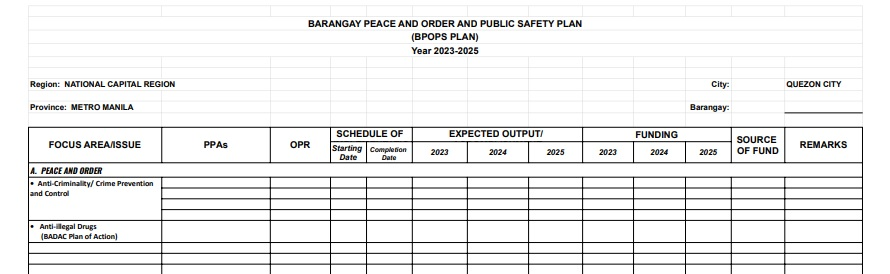 BARANGAY PEACE AND ORDER AND PUBLIC SAFETY PLAN
(BPOPS PLAN)
Year 2023-2025
Region: NATIONAL CAPITAL REGION City: QUEZON CITY
Province: METRO MANILA Barangay:
FOCUS AREA/ISSUE PPAs OPR SCHEDULE OF EXPECTED OUTPUT/ FUNDING SOURCE OF FUND REMARKS
Starting Date Completion Date 2023 2024 2025 2023 2024 2025
A. PEACE AND ORDER
• Anti-Criminality/ Crime Prevention
and Control
• Anti-illegal Drugs
(BADAC Plan of Action)